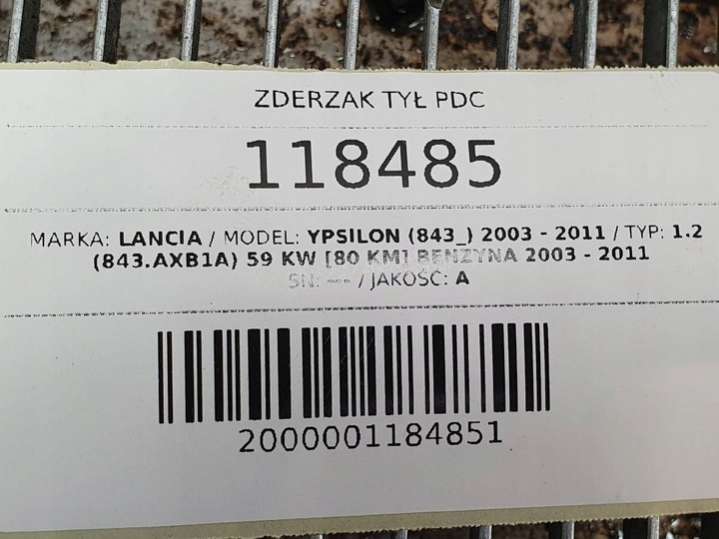 ZDERZAK TYŁ PDC
118485
MARKA: LANCIA / MODEL: YPSILON (843_) 2003 - 2011 / TYP: 1.2
(843.AXB1A) 59 KW [80 KM] BENZYNA 2003 - 2011
SN: --- / JAKOŚĆ: A
2000001184851